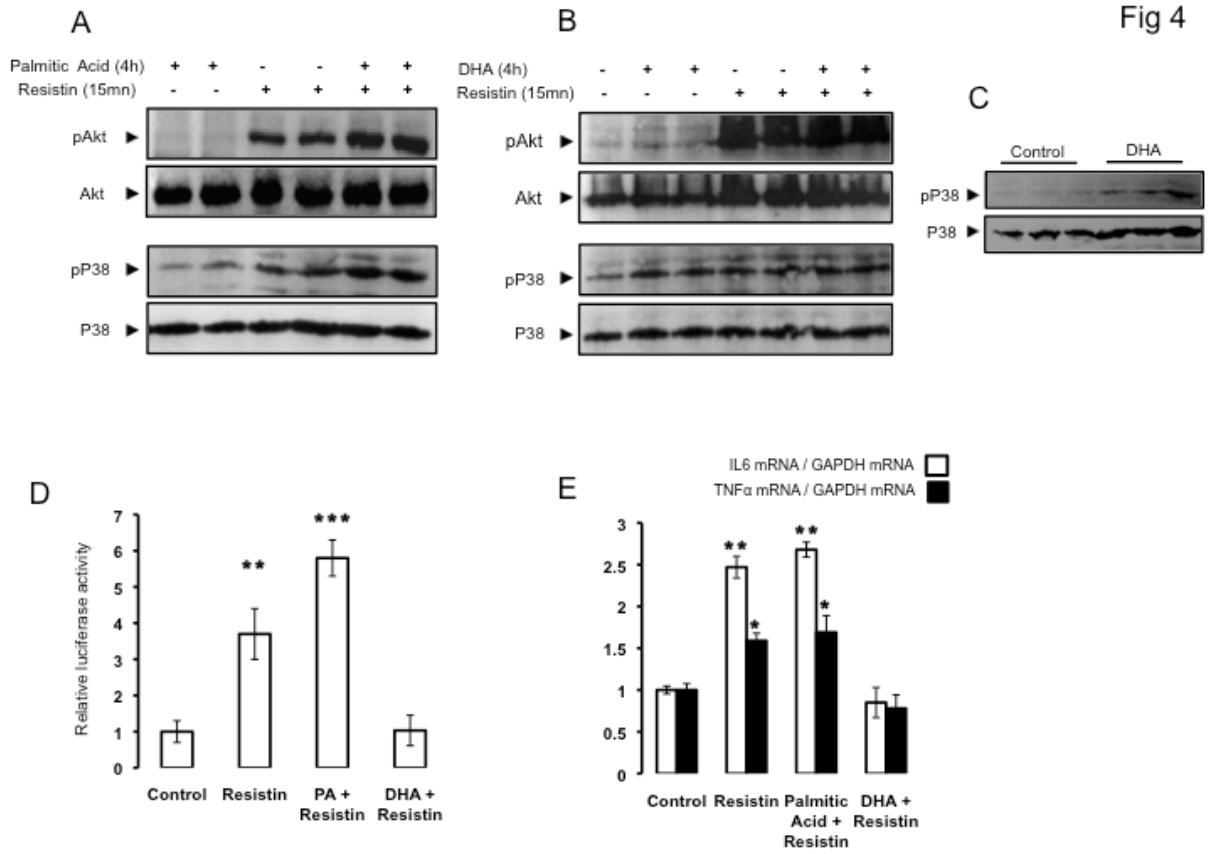 Fig 4
A
Palmitic Acid (4h) + + - - + +
Resistin (15mn) - - + + + +
pAkt
Akt
pP38
P38
B
DHA (4h) - + + - - + +
Resistin (15mn) - - - + + + +
pAkt
Akt
pP38
P38
C
Control DHA
pP38
P38
D
Relative luciferase activity
7
6
5
4
3
2
1
0
** ***
Control Resistin PA + DHA +
Resistin Resistin
E
IL6 mRNA / GAPDH mRNA
TNFα mRNA / GAPDH mRNA
3
2.5
2
1.5
1
0.5
0
** * ** *
Control Resistin Palmitic DHA +
Acid + Resistin
Resistin